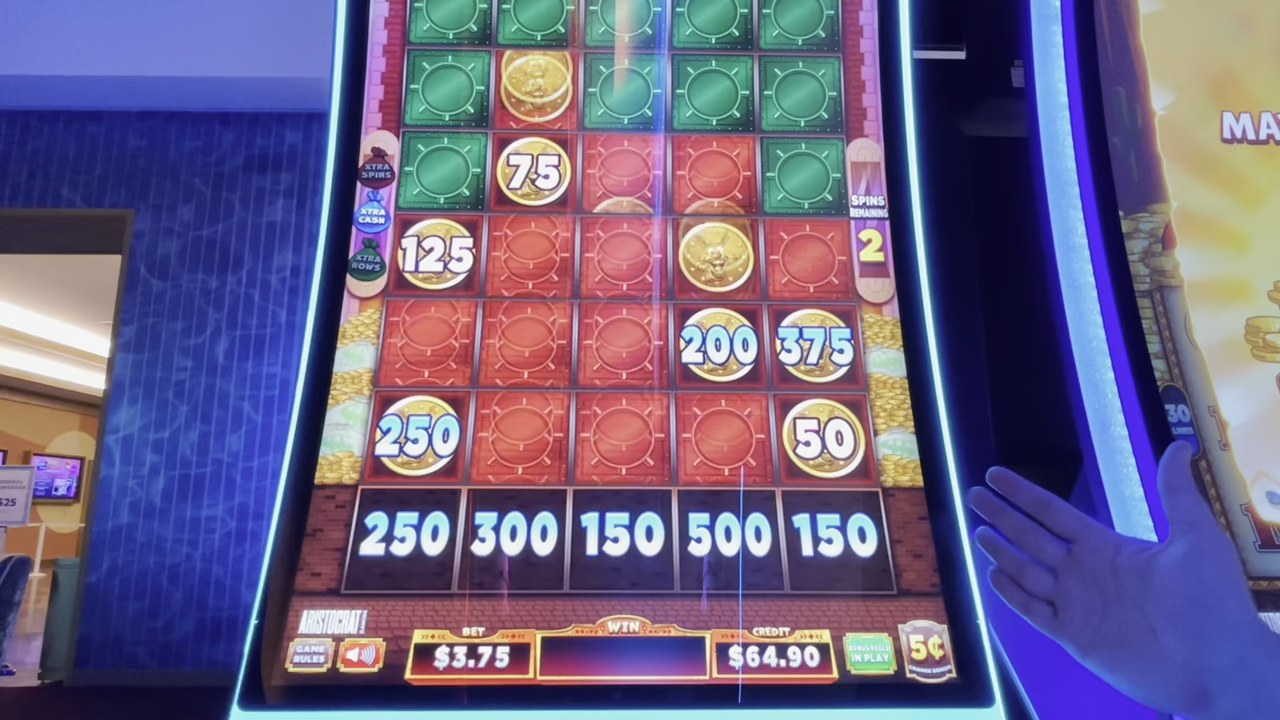 75
XTRA
SPINS
XTRA
CASH
XTRA
ROWS
125
SPINS
REMAINING
2
200 375
250 50
250 300 150 500 150
ARISTOCRAT
GAME
RULES
BET
$3.75
WIN
CREDIT
$64.90
BONUS REELS
IN PLAY
5¢
CHANGE DENOM
MA
30
$25